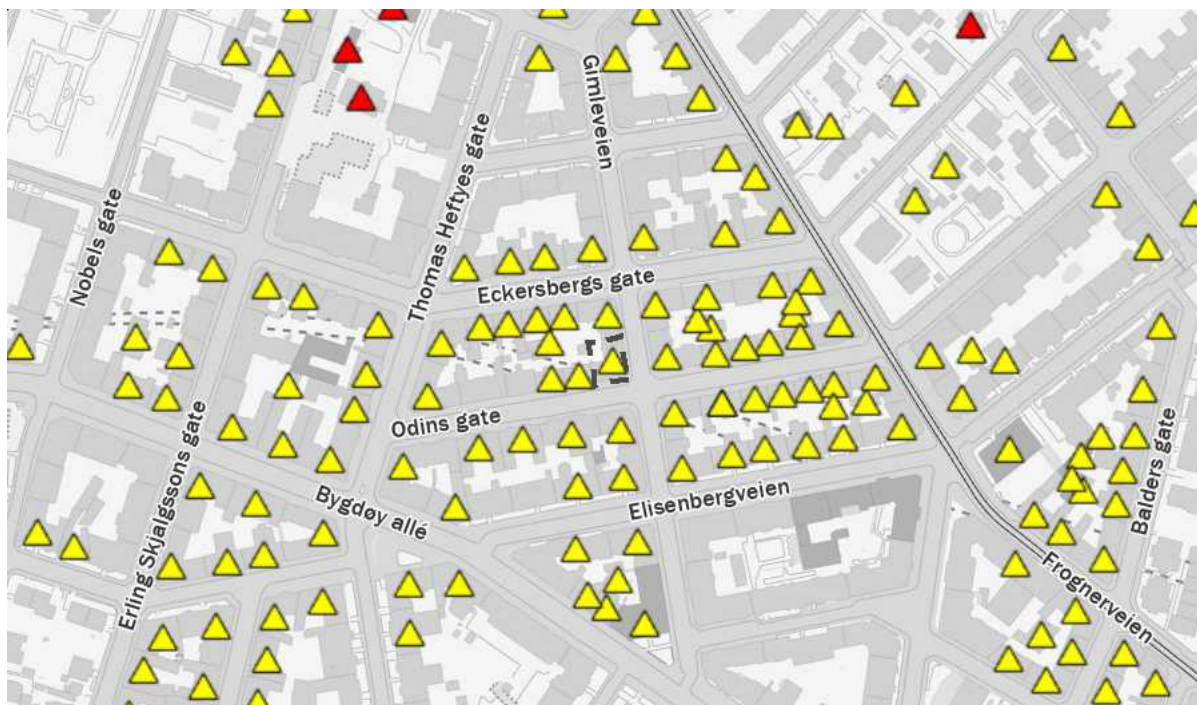 Gimleveien
Thomas Heftyes gate
Nobels gate
Eckersbergs gate
Odins gate
Erling Skjalgssons gate
Bygdøy allé
Elisenbergveien
Balders gate
Frognerveien